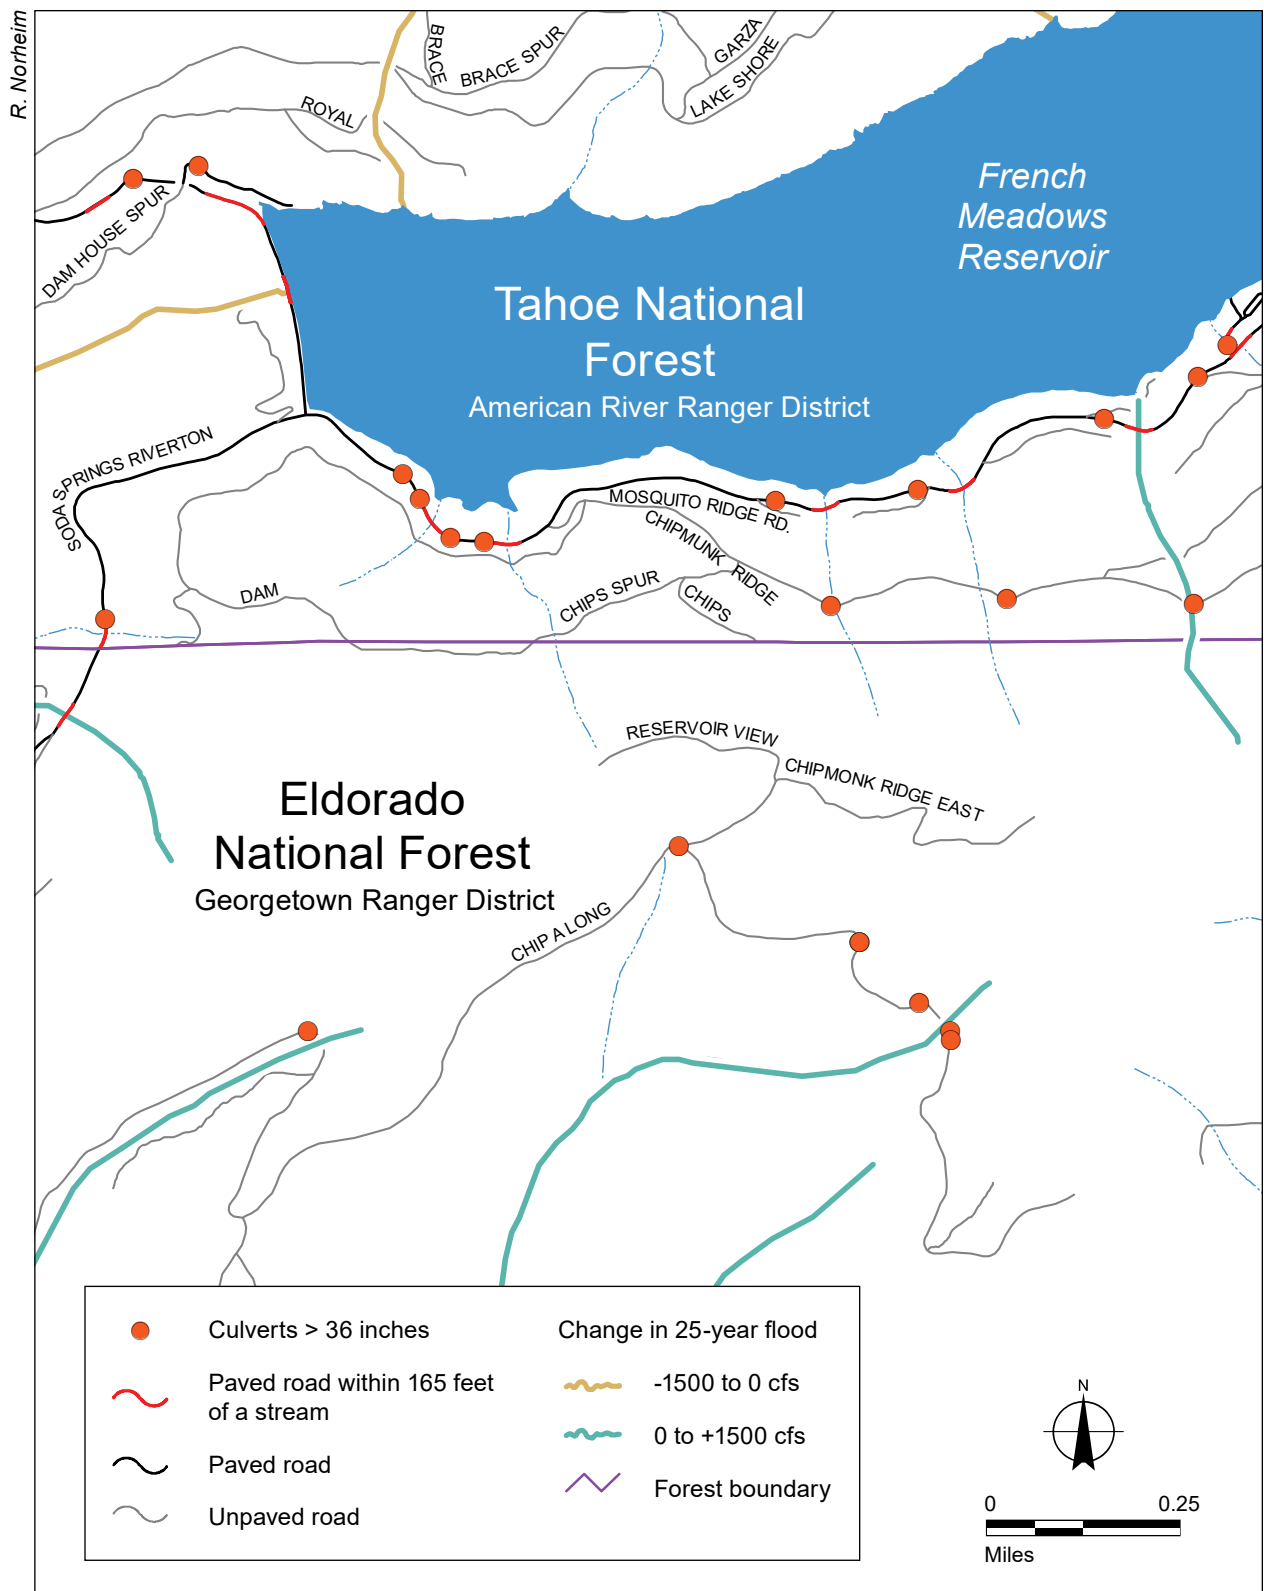 R. Norheim
BRACE
BRACE SPUR
GARZA
LAKE SHORE
ROYAL
DAM HOUSE SPUR
French
Meadows
Reservoir
Tahoe National
Forest
American River Ranger District
SODA SPRINGS RIVERTON
MOSQUITO RIDGE RD.
CHIPMUNK RIDGE
DAM
CHIPS SPUR
CHIPS
RESERVOIR VIEW
CHIPMONK RIDGE EAST
Eldorado
National Forest
Georgetown Ranger District
CHIP A LONG
Culverts > 36 inches
Paved road within 165 feet
of a stream
Paved road
Unpaved road
Change in 25-year flood
-1500 to 0 cfs
0 to +1500 cfs
Forest boundary
N
0 0.25
Miles